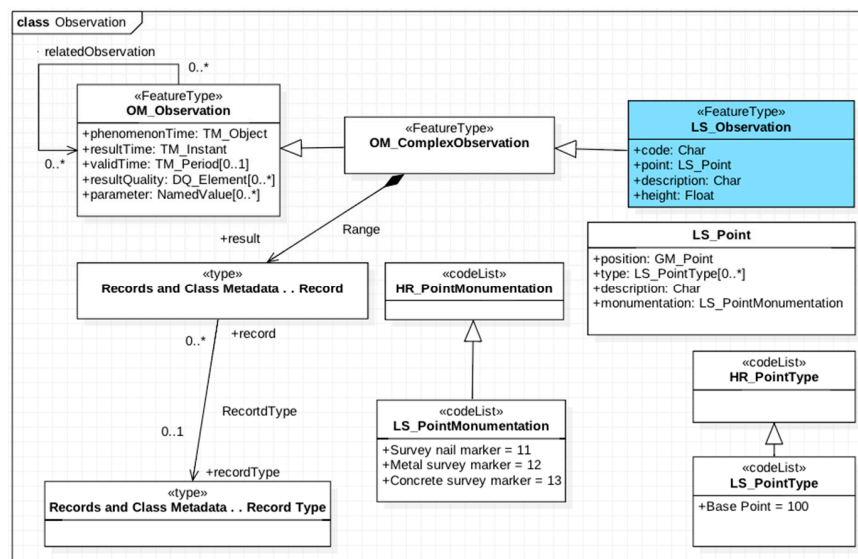 class Observation
relatedObservation
0..*
0..*
«FeatureType»
OM_Observation
+phenomenonTime: TM_Object
+resultTime: TM_Instant
+validTime: TM_Period[0..1]
+resultQuality: DQ_Element[0..*]
+parameter: NamedValue[0..*]
«FeatureType»
OM_ComplexObservation
«FeatureType»
LS_Observation
+code: Char
+point: LS_Point
+description: Char
+height: Float
+result
Range
LS_Point
+position: GM_Point
+type: LS_PointType[0..*]
+description: Char
+monumentation: LS_PointMonumentation
«type»
Records and Class Metadata . . Record
«codeList»
HR_PointMonumentation
0..*
+record
RecortdType
0..1
+recordType
«codeList»
HR_PointType
«codeList»
LS_PointMonumentation
+Survey nail marker = 11
+Metal survey marker = 12
+Concrete survey marker = 13
«codeList»
LS_PointType
+Base Point = 100
«type»
Records and Class Metadata . . Record Type